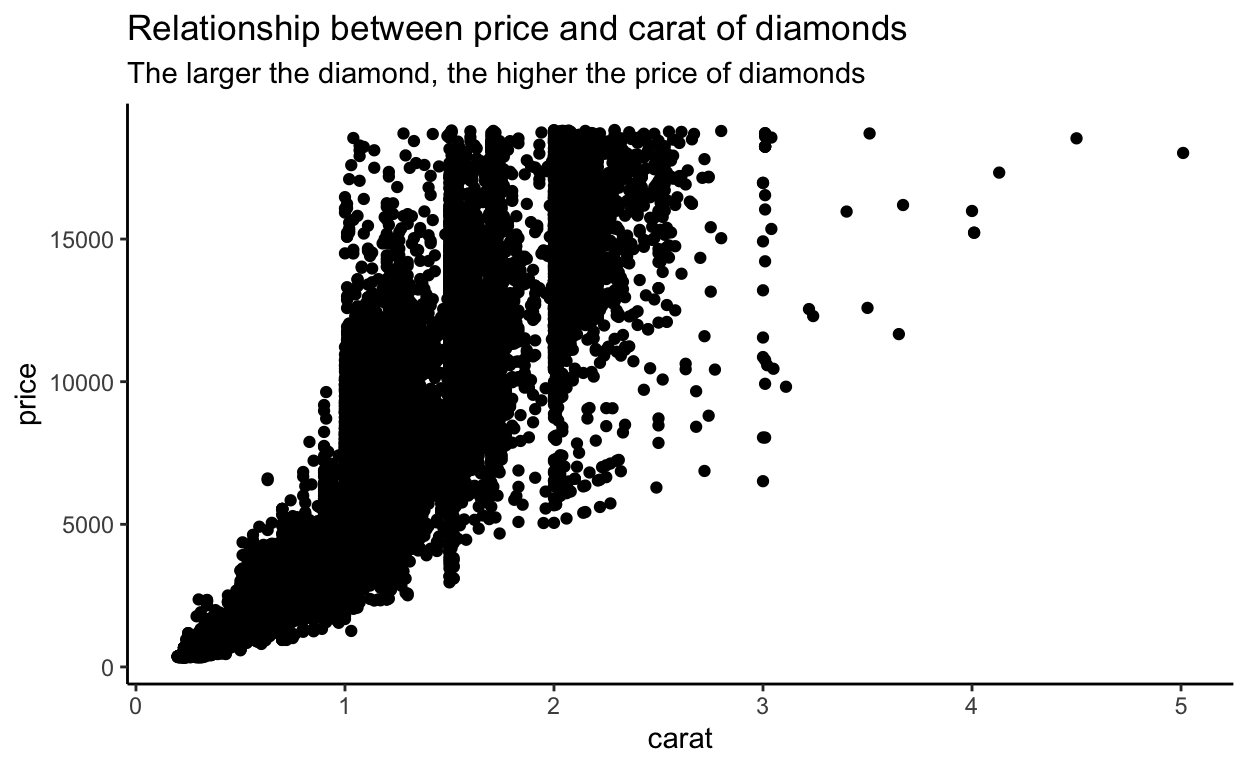 Relationship between price and carat of diamonds
The larger the diamond, the higher the price of diamonds
15000
10000
5000
0
price
0 1 2 3 4 5
carat